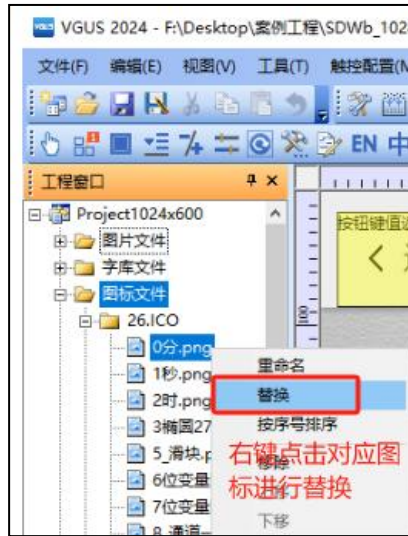 VGUS 2024 - F:\Desktop\案例工程\SDWb_102
文件(F) 编辑(E) 视图(V) 工具(T) 触控配置(
EN 中
工程窗口
Project1024x600
图片文件
字库文件
图标文件
26.ICO
0分.png
1秒.png
2时.png
3椭圆27
5_滑块.p
6位变量
7位变量
8_通道一
按钮键值
100
重命名
替换
按序号排序
移除
右键点击对应图
标进行替换
下移